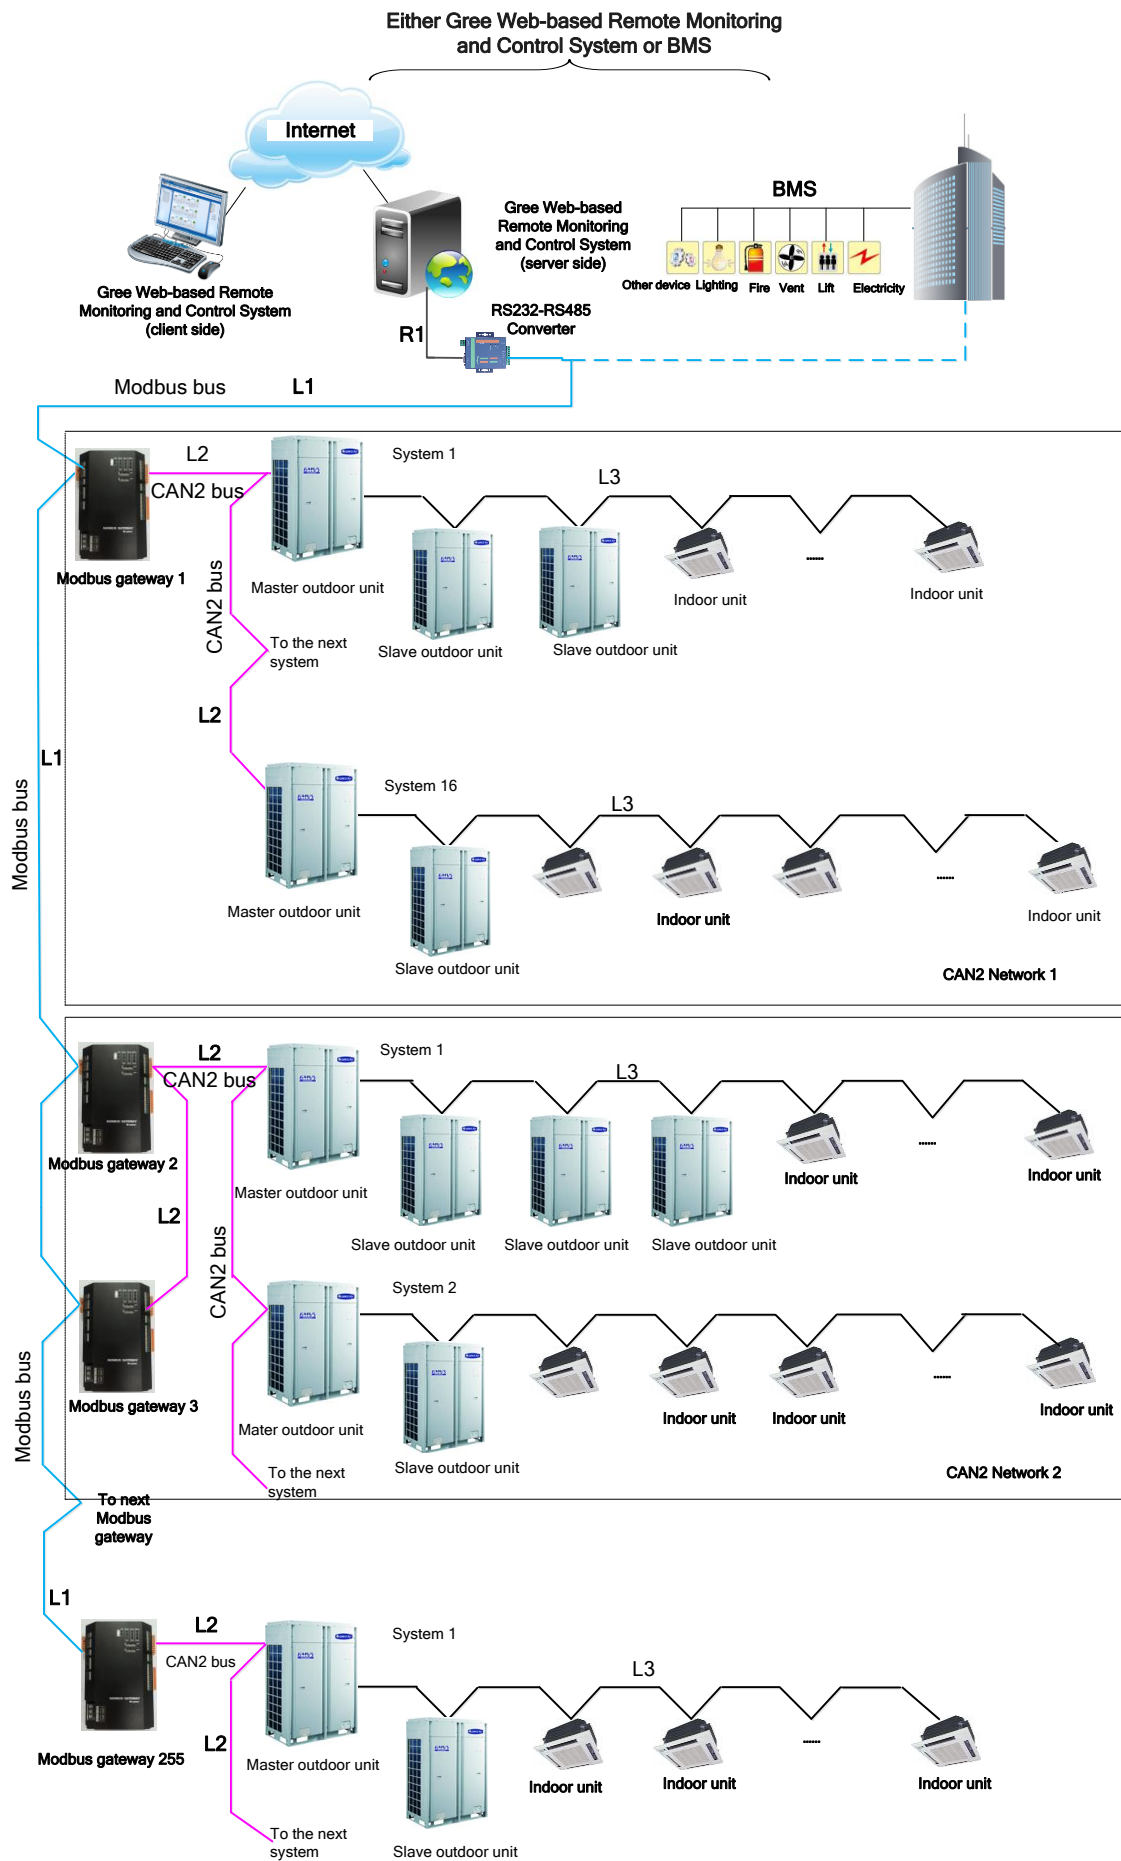 Either Gree Web-based Remote Monitoring
and Control System or BMS
Internet
BMS
Gree Web-based
Remote Monitoring
and Control System
(server side)
Other device
Lighting
Fire
Vent
Lift
Electricity
Gree Web-based Remote
Monitoring and Control System
(client side)
RS232-RS485
Converter
R1
Modbus bus
L1
L2
System 1
CAN2 bus
L3
Modbus gateway 1
CAN2 bus
Master outdoor unit
Indoor unit
......
Indoor unit
To the next
system
Slave outdoor unit
Slave outdoor unit
L2
L1
Modbus bus
System 16
L3
Master outdoor unit
Indoor unit
......
Indoor unit
Slave outdoor unit
CAN2 Network 1
L2
System 1
CAN2 bus
L3
Modbus gateway 2
......
Indoor unit
Indoor unit
Master outdoor unit
L2
CAN2 bus
Slave outdoor unit
Slave outdoor unit
Slave outdoor unit
System 2
Modbus bus
Modbus gateway 3
......
Indoor unit
Indoor unit
Indoor unit
Mater outdoor unit
Slave outdoor unit
To the next
system
CAN2 Network 2
To next
Modbus
gateway
L1
L2
System 1
CAN2 bus
L3
L2
Modbus gateway 255
Master outdoor unit
......
Indoor unit
Indoor unit
Indoor unit
To the next
system
Slave outdoor unit